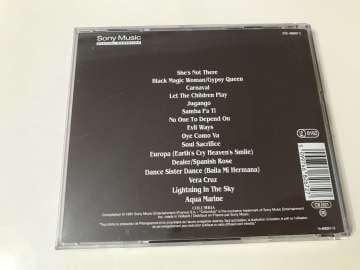 Sony Music
She's Not There
Black Magic Woman/Gypsy Queen
Carnaval
Let The Children Play
Jugando
Samba Pa Ti
No One To Depend On
Evil Ways
Oye Como Va
Soul Sacrifice
Europa (Earth's Cry Heaven's Smile)
Dealer/Spanish Rose
Dance Sister Dance (Baila Mi Hermana)
Vera Cruz
Lightning In The Sky
Aqua Marine
COLUMBIA